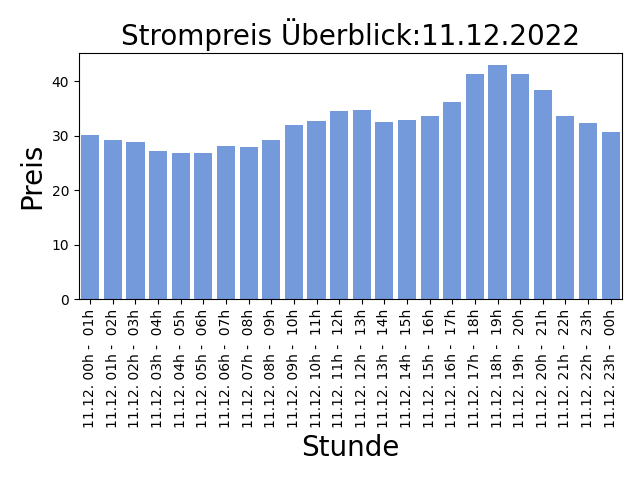 Strompreis Überblick:11.12.2022
Preis
40
30
20
10
0
11.12. 00h - 01h
11.12. 01h - 02h
11.12. 02h - 03h
11.12. 03h - 04h
11.12. 04h - 05h
11.12. 05h - 06h
11.12. 06h - 07h
11.12. 07h - 08h
11.12. 08h - 09h
11.12. 09h - 10h
11.12. 10h - 11h
11.12. 11h - 12h
11.12. 12h - 13h
11.12. 13h - 14h
11.12. 14h - 15h
11.12. 15h - 16h
11.12. 16h - 17h
11.12. 17h - 18h
11.12. 18h - 19h
11.12. 19h - 20h
11.12. 20h - 21h
11.12. 21h - 22h
11.12. 22h - 23h
11.12. 23h - 00h
Stunde